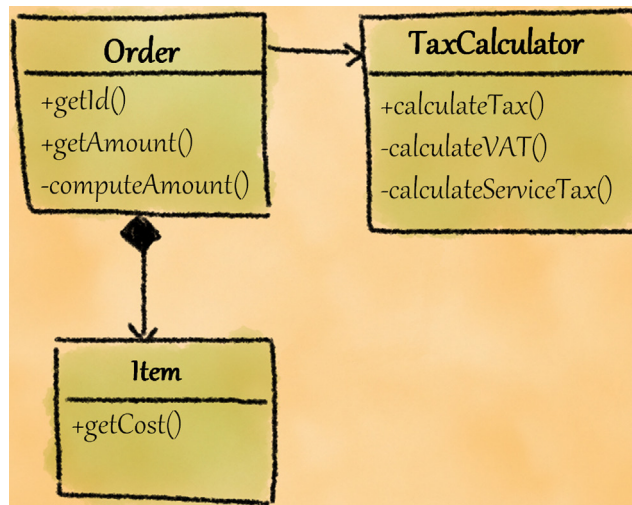 Order
+getId()
+getAmount()
-computeAmount()
TaxCalculator
+calculateTax()
-calculateVAT()
-calculateServiceTax()
Item
+getCost()